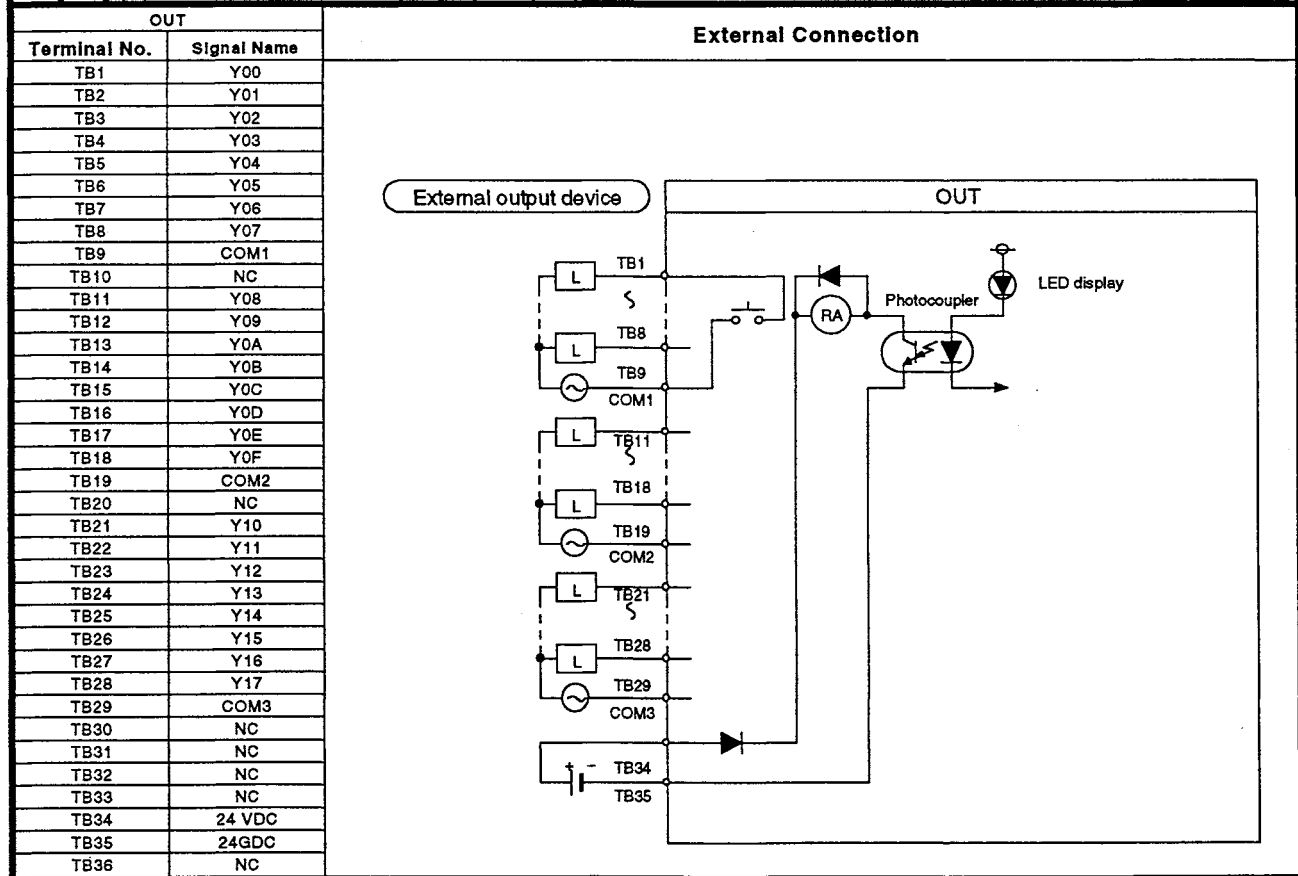 OUT
External Connection
Terminal No. Signal Name
TB1 Y00
TB2 Y01
TB3 Y02
TB4 Y03
TB5 Y04
TB6 Y05
TB7 Y06
TB8 Y07
TB9 COM1
TB10 NC
TB11 Y08
TB12 Y09
TB13 Y0A
TB14 Y0B
TB15 Y0C
TB16 Y0D
TB17 Y0E
TB18 Y0F
TB19 COM2
TB20 NC
TB21 Y10
TB22 Y11
TB23 Y12
TB24 Y13
TB25 Y14
TB26 Y15
TB27 Y16
TB28 Y17
TB29 COM3
TB30 NC
TB31 NC
TB32 NC
TB33 NC
TB34 24 VDC
TB35 24GDC
TB36 NC
External output device
OUT
L TB1
L TB8
TB9
COM1
L TB11
L TB18
TB19
COM2
L TB21
L TB28
TB29
COM3
+ - TB34
TB35
RA
Photocoupler
LED display